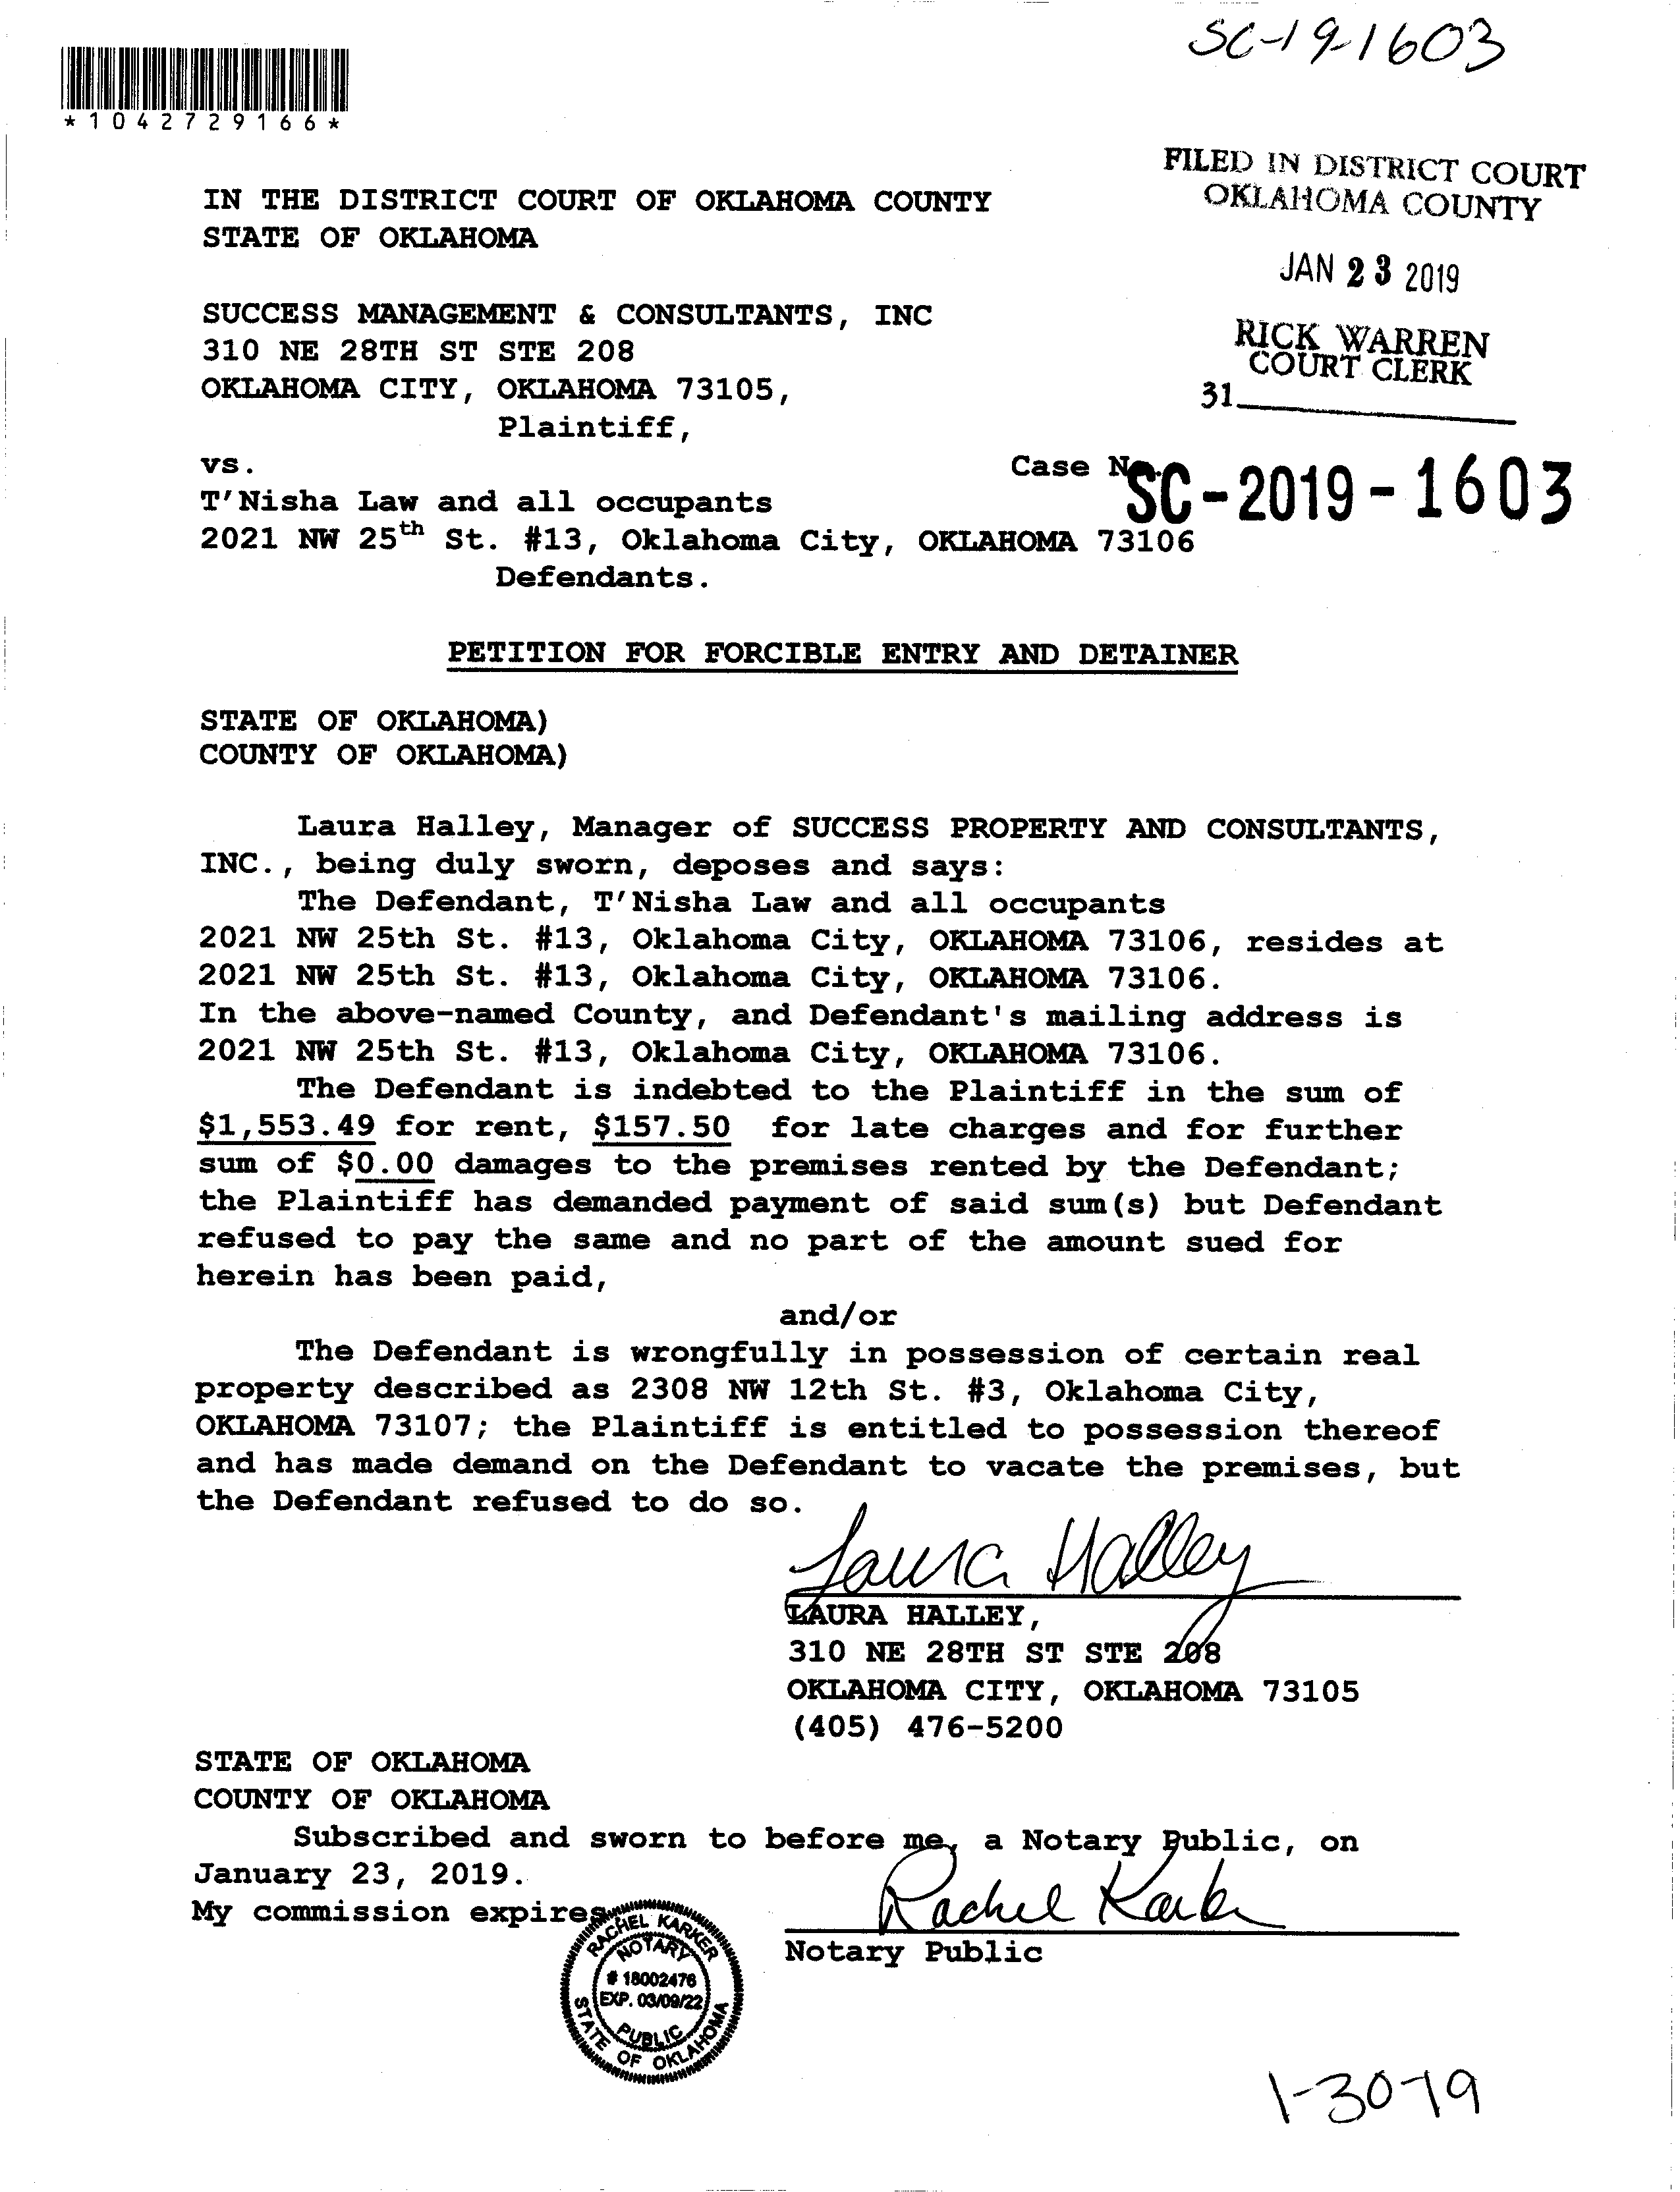 SC-19-1603
*1042729166*
FILED IN DISTRICT COURT
OKLAHOMA COUNTY
JAN 23 2019
RICK WARREN
COURT CLERK
31
IN THE DISTRICT COURT OF OKLAHOMA COUNTY
STATE OF OKLAHOMA
SUCCESS MANAGEMENT & CONSULTANTS, INC
310 NE 28TH ST STE 208
OKLAHOMA CITY, OKLAHOMA 73105,
Plaintiff,
vs.
Case No. SC-2019-1603
T'Nisha Law and all occupants
2021 NW 25th St. #13, Oklahoma City, OKLAHOMA 73106
Defendants.
PETITION FOR FORCIBLE ENTRY AND DETAINER
STATE OF OKLAHOMA)
COUNTY OF OKLAHOMA)
Laura Halley, Manager of SUCCESS PROPERTY AND CONSULTANTS,
INC., being duly sworn, deposes and says:
The Defendant, T'Nisha Law and all occupants
2021 NW 25th St. #13, Oklahoma City, OKLAHOMA 73106, resides at
2021 NW 25th St. #13, Oklahoma City, OKLAHOMA 73106.
In the above-named County, and Defendant's mailing address is
2021 NW 25th St. #13, Oklahoma City, OKLAHOMA 73106.
The Defendant is indebted to the Plaintiff in the sum of
$1,553.49 for rent, $157.50 for late charges and for further
sum of $0.00 damages to the premises rented by the Defendant;
the Plaintiff has demanded payment of said sum(s) but Defendant
refused to pay the same and no part of the amount sued for
herein has been paid,
and/or
The Defendant is wrongfully in possession of certain real
property described as 2308 NW 12th St. #3, Oklahoma City,
OKLAHOMA 73107; the Plaintiff is entitled to possession thereof
and has made demand on the Defendant to vacate the premises, but
the Defendant refused to do so.
Laura Halley
LAURA HALLEY,
310 NE 28TH ST STE 208
OKLAHOMA CITY, OKLAHOMA 73105
(405) 476-5200
STATE OF OKLAHOMA
COUNTY OF OKLAHOMA
Subscribed and sworn to before me, a Notary Public, on
January 23, 2019.
My commission expires
Rachel Karker
Notary Public
RACHEL KARKER
NOTARY
# 18002476
EXP. 03/09/22
PUBLIC
STATE OF OKLAHOMA
1-30-19